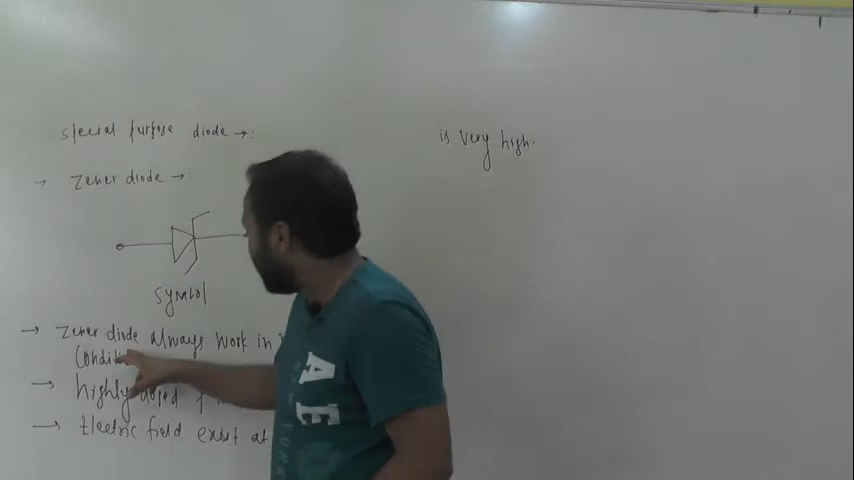 special purpose diode →:
→ Zener diode →:
symbol
→ Zener diode always work in
→ highly doped
→ Electric field exist at
is very high.
A
AE